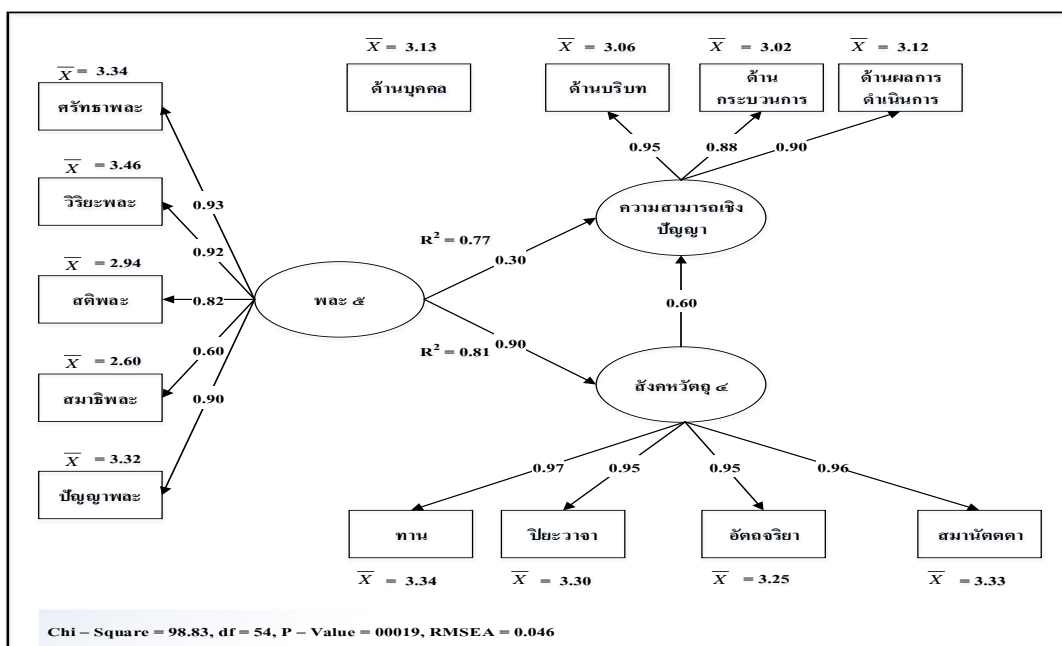 X = 3.13
X = 3.06
X = 3.02
X = 3.12
ด้านบุคคล
ด้านบริบท
ด้าน
กระบวนการ
ด้านผลการ
ดำเนินการ
X = 3.34
ศรัทธาพละ
X = 3.46
วิริยะพละ
X = 2.94
สติพละ
X = 2.60
สมาธิพละ
X = 3.32
ปัญญาพละ
0.93
0.92
0.82
0.60
0.90
พละ ๕
0.95
0.88
0.90
ความสามารถเชิง
ปัญญา
R² = 0.77
0.30
0.60
R² = 0.81
0.90
สังคหวัตถุ ๔
0.97
0.95
0.95
0.96
ทาน
ปิยะวาจา
อัตถจริยา
สมานัตตตา
X = 3.34
X = 3.30
X = 3.25
X = 3.33
Chi – Square = 98.83, df = 54, P – Value = 00019, RMSEA = 0.046